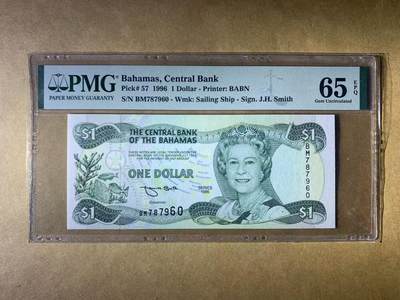 PMG
PAPER MONEY GUARANTY
Bahamas, Central Bank
Pick# 57 1996 1 Dollar - Printer: BABN
S/N BM787960 - Wmk: Sailing Ship - Sign. J.H. Smith
65 EPQ
Gem Uncirculated
$1
THE CENTRAL BANK
OF THE BAHAMAS
$1
ONE DOLLAR
SERIES
1996
BM787960
$1
BM787960
$1